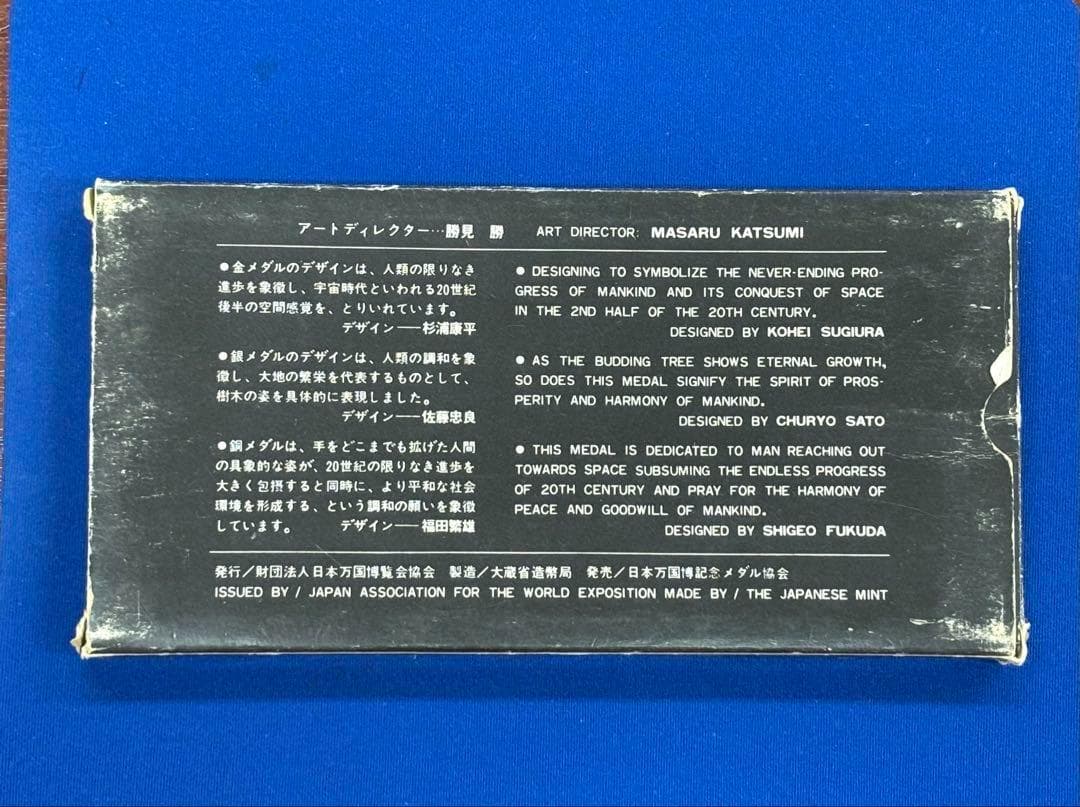 アートディレクター…勝見 勝 ART DIRECTOR: MASARU KATSUMI
●金メダルのデザインは、人類の限りなき
進歩を象徴し、宇宙時代といわれる20世紀
後半の空間感覚を、とりいれています。
デザイン──杉浦康平
●銀メダルのデザインは、人類の調和を象
徴し、大地の繁栄を代表するものとして、
樹木の姿を具体的に表現しました。
デザイン──佐藤忠良
●銅メダルは、手をどこまでも拡げた人間
の具象的な姿が、20世紀の限りなき進歩を
大きく包摂すると同時に、より平和な社会
環境を形成する、という調和の願いを象徴
しています。 デザイン──福田繁雄
● DESIGNING TO SYMBOLIZE THE NEVER-ENDING PRO-
GRESS OF MANKIND AND ITS CONQUEST OF SPACE
IN THE 2ND HALF OF THE 20TH CENTURY.
DESIGNED BY KOHEI SUGIURA
● AS THE BUDDING TREE SHOWS ETERNAL GROWTH,
SO DOES THIS MEDAL SIGNIFY THE SPIRIT OF PROS-
PERITY AND HARMONY OF MANKIND.
DESIGNED BY CHURYO SATO
● THIS MEDAL IS DEDICATED TO MAN REACHING OUT
TOWARDS SPACE SUBSUMING THE ENDLESS PROGRESS
OF 20TH CENTURY AND PRAY FOR THE HARMONY OF
PEACE AND GOODWILL OF MANKIND.
DESIGNED BY SHIGEO FUKUDA
発行／財団法人日本万国博覧会協会 製造／大蔵省造幣局 発売／日本万国博記念メダル協会
ISSUED BY / JAPAN ASSOCIATION FOR THE WORLD EXPOSITION MADE BY / THE JAPANESE MINT